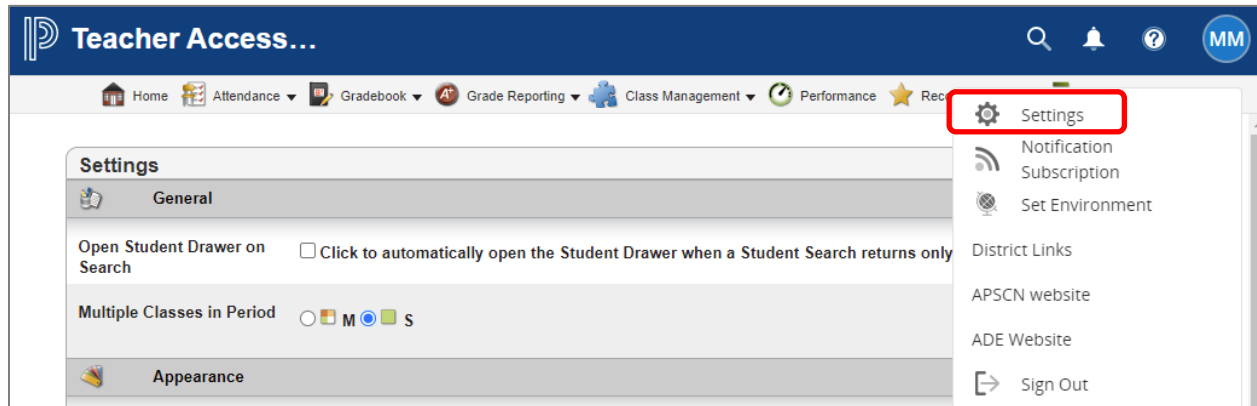 Teacher Access...
MM
Home Attendance Gradebook Grade Reporting Class Management Performance
Settings
Notification
Subscription
Set Environment
District Links
APSCN website
ADE Website
Sign Out
Settings
General
Open Student Drawer on
Search
Click to automatically open the Student Drawer when a Student Search returns only
Multiple Classes in Period
M S
Appearance